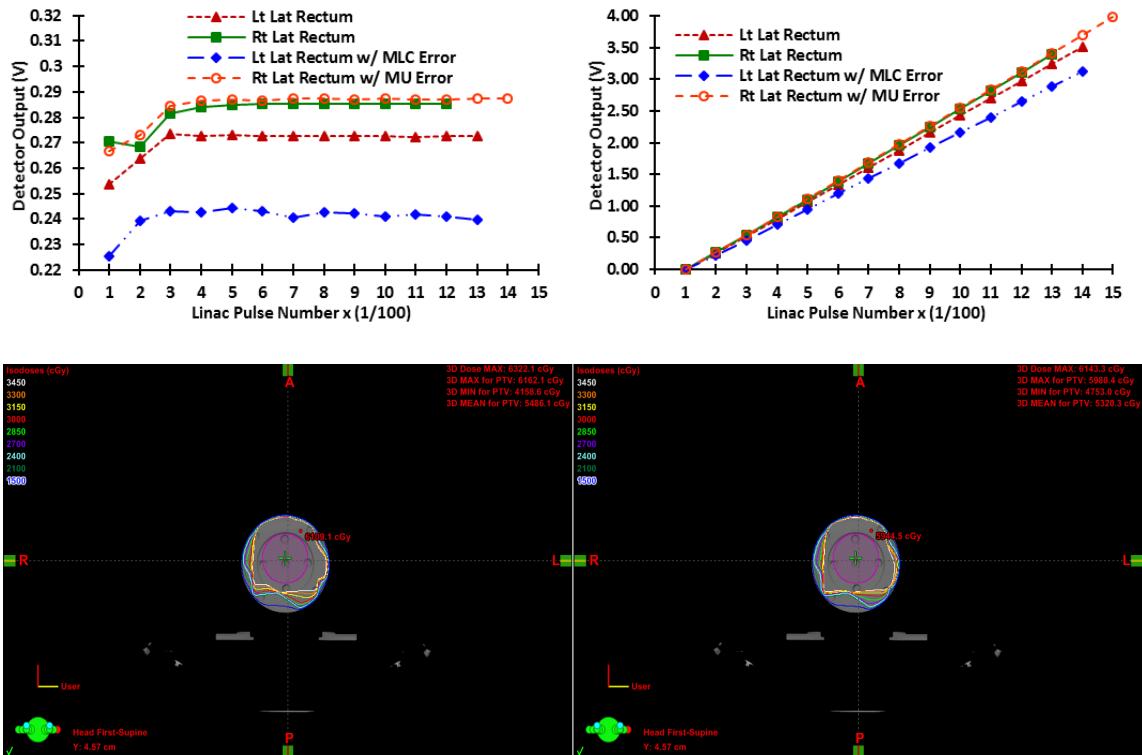 0.32
0.31
0.3
0.29
0.28
0.27
0.26
0.25
0.24
0.23
0.22
Detector Output (V)
Lt Lat Rectum
Rt Lat Rectum
Lt Lat Rectum w/ MLC Error
Rt Lat Rectum w/ MU Error
0 1 2 3 4 5 6 7 8 9 10 11 12 13 14 15
Linac Pulse Number x (1/100)
4.00
3.50
3.00
2.50
2.00
1.50
1.00
0.50
0.00
Detector Output (V)
Lt Lat Rectum
Rt Lat Rectum
Lt Lat Rectum w/ MLC Error
Rt Lat Rectum w/ MU Error
0 1 2 3 4 5 6 7 8 9 10 11 12 13 14 15
Linac Pulse Number x (1/100)
Isodoses (cGy)
3450
3300
3150
3000
2850
2700
2400
2100
1500
A
3D Dose MAX: 6322.1 cGy
3D MAX for PTV: 6162.1 cGy
3D MIN for PTV: 4158.6 cGy
3D MEAN for PTV: 5486.1 cGy
cGy
R
L
User
Head First-Supine
Y: 4.57 cm
P
Isodoses (cGy)
3450
3300
3150
3000
2850
2700
2400
2100
1500
A
3D Dose MAX: 6143.3 cGy
3D MAX for PTV: 5986.4 cGy
3D MIN for PTV: 4753.0 cGy
3D MEAN for PTV: 5320.3 cGy
cGy
R
L
User
Head First-Supine
Y: 4.57 cm
P